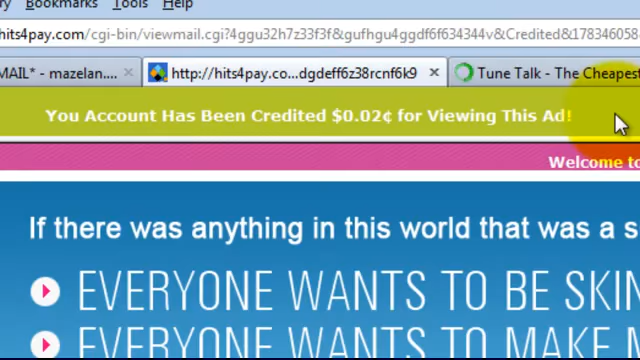 ry Bookmarks Tools Help
hits4pay.com/cgi-bin/viewmail.cgi?4ggu32h7z33f3f&gufhgu4ggdf6f634344v&Credited&178346058
MAIL* - mazelan.... × http://hits4pay.co...dgdeff6z38rcnf6k9 × Tune Talk - The Cheapest
You Account Has Been Credited $0.02¢ for Viewing This Ad!
Welcome to
If there was anything in this world that was a s
EVERYONE WANTS TO BE SKIN
EVERYONE WANTS TO MAKE M